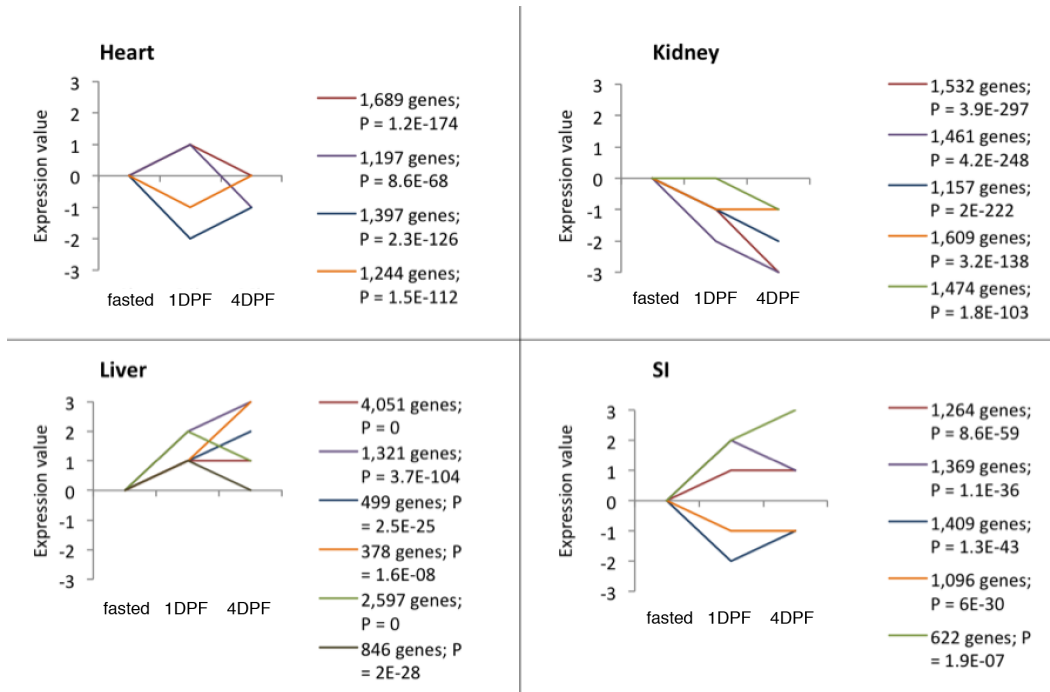 Heart
3
2
1
0
-1
-2
-3
Expression value
fasted 1DPF 4DPF
1,689 genes;
P = 1.2E-174
1,197 genes;
P = 8.6E-68
1,397 genes;
P = 2.3E-126
1,244 genes;
P = 1.5E-112
Kidney
3
2
1
0
-1
-2
-3
Expression value
fasted 1DPF 4DPF
1,532 genes;
P = 3.9E-297
1,461 genes;
P = 4.2E-248
1,157 genes;
P = 2E-222
1,609 genes;
P = 3.2E-138
1,474 genes;
P = 1.8E-103
Liver
3
2
1
0
-1
-2
-3
Expression value
fasted 1DPF 4DPF
4,051 genes;
P = 0
1,321 genes;
P = 3.7E-104
499 genes; P
= 2.5E-25
378 genes; P
= 1.6E-08
2,597 genes;
P = 0
846 genes; P
= 2E-28
SI
3
2
1
0
-1
-2
-3
Expression value
fasted 1DPF 4DPF
1,264 genes;
P = 8.6E-59
1,369 genes;
P = 1.1E-36
1,409 genes;
P = 1.3E-43
1,096 genes;
P = 6E-30
622 genes; P
= 1.9E-07